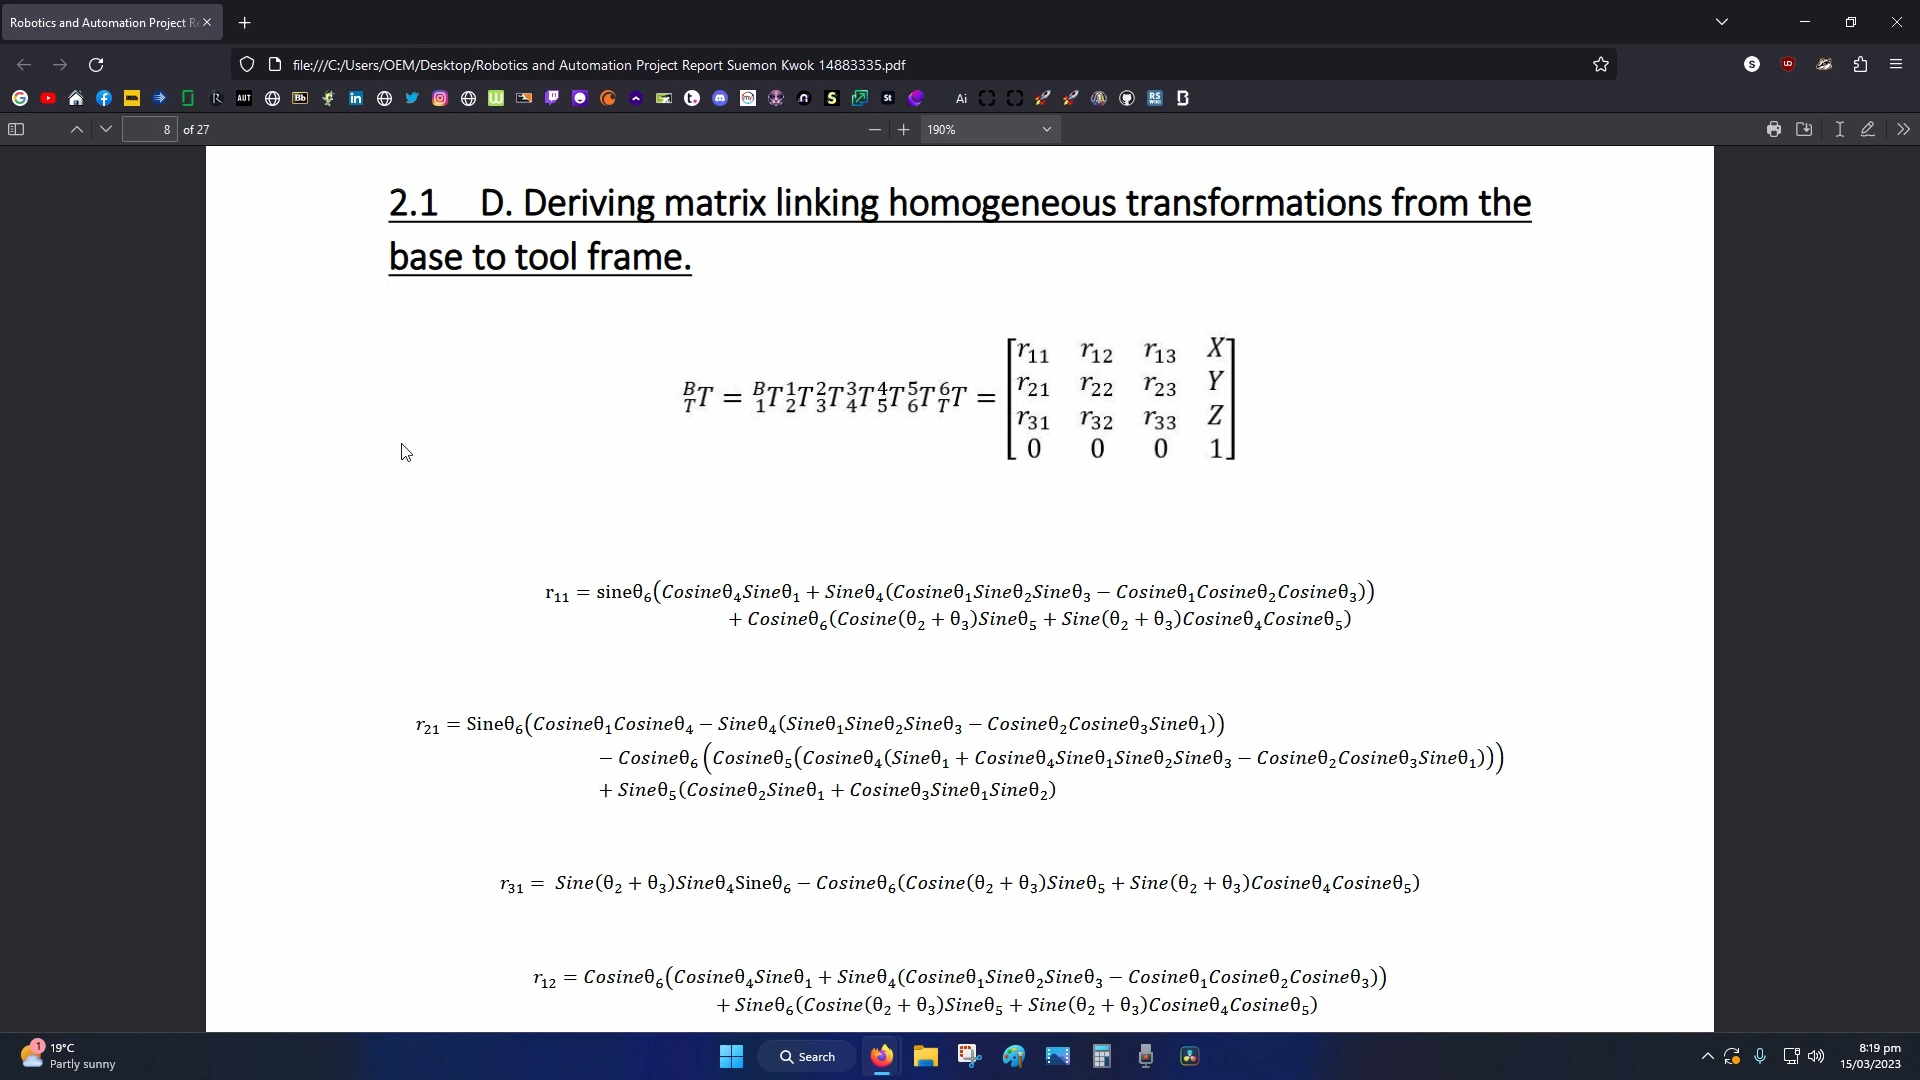 Robotics and Automation Project Re
file:///C:/Users/OEM/Desktop/Robotics and Automation Project Report Suemon Kwok 14883335.pdf
8 of 27
190%
2.1 D. Deriving matrix linking homogeneous transformations from the
base to tool frame.
ᴮ_T T = ᴮ₁T ¹₂T ²₃T ³₄T ⁴₅T ⁵₆T ⁶_T T = [r₁₁ r₁₂ r₁₃ X
r₂₁ r₂₂ r₂₃ Y
r₃₁ r₃₂ r₃₃ Z
0 0 0 1]
r₁₁ = sineθ₆(Cosineθ₄Sineθ₁ + Sineθ₄(Cosineθ₁Sineθ₂Sineθ₃ − Cosineθ₁Cosineθ₂Cosineθ₃))
+ Cosineθ₆(Cosine(θ₂ + θ₃)Sineθ₅ + Sine(θ₂ + θ₃)Cosineθ₄Cosineθ₅)
r₂₁ = Sineθ₆(Cosineθ₁Cosineθ₄ − Sineθ₄(Sineθ₁Sineθ₂Sineθ₃ − Cosineθ₂Cosineθ₃Sineθ₁))
− Cosineθ₆(Cosineθ₅(Cosineθ₄(Sineθ₁ + Cosineθ₄Sineθ₁Sineθ₂Sineθ₃ − Cosineθ₂Cosineθ₃Sineθ₁)))
+ Sineθ₅(Cosineθ₂Sineθ₁ + Cosineθ₃Sineθ₁Sineθ₂)
r₃₁ = Sine(θ₂ + θ₃)Sineθ₄Sineθ₆ − Cosineθ₆(Cosine(θ₂ + θ₃)Sineθ₅ + Sine(θ₂ + θ₃)Cosineθ₄Cosineθ₅)
r₁₂ = Cosineθ₆(Cosineθ₄Sineθ₁ + Sineθ₄(Cosineθ₁Sineθ₂Sineθ₃ − Cosineθ₁Cosineθ₂Cosineθ₃))
+ Sineθ₆(Cosine(θ₂ + θ₃)Sineθ₅ + Sine(θ₂ + θ₃)Cosineθ₄Cosineθ₅)
1
19°C
Partly sunny
Search
8:19 pm
15/03/2023